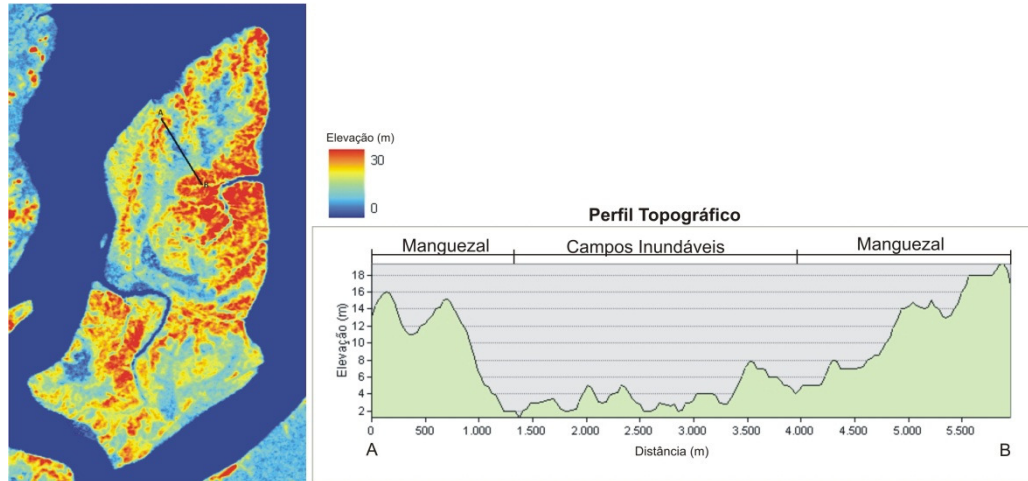 A
B
Elevação (m)
30
0
Perfil Topográfico
Manguezal Campos Inundáveis Manguezal
Elevação (m)
18
16
14
12
10
8
6
4
2
0 500 1.000 1.500 2.000 2.500 3.000 3.500 4.000 4.500 5.000 5.500
A Distância (m) B